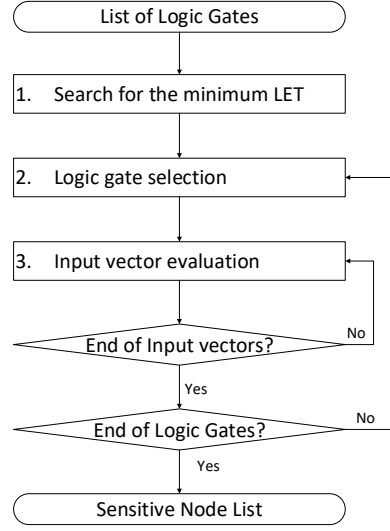 List of Logic Gates
1. Search for the minimum LET
2. Logic gate selection
3. Input vector evaluation
End of Input vectors?
No
Yes
End of Logic Gates?
No
Yes
Sensitive Node List